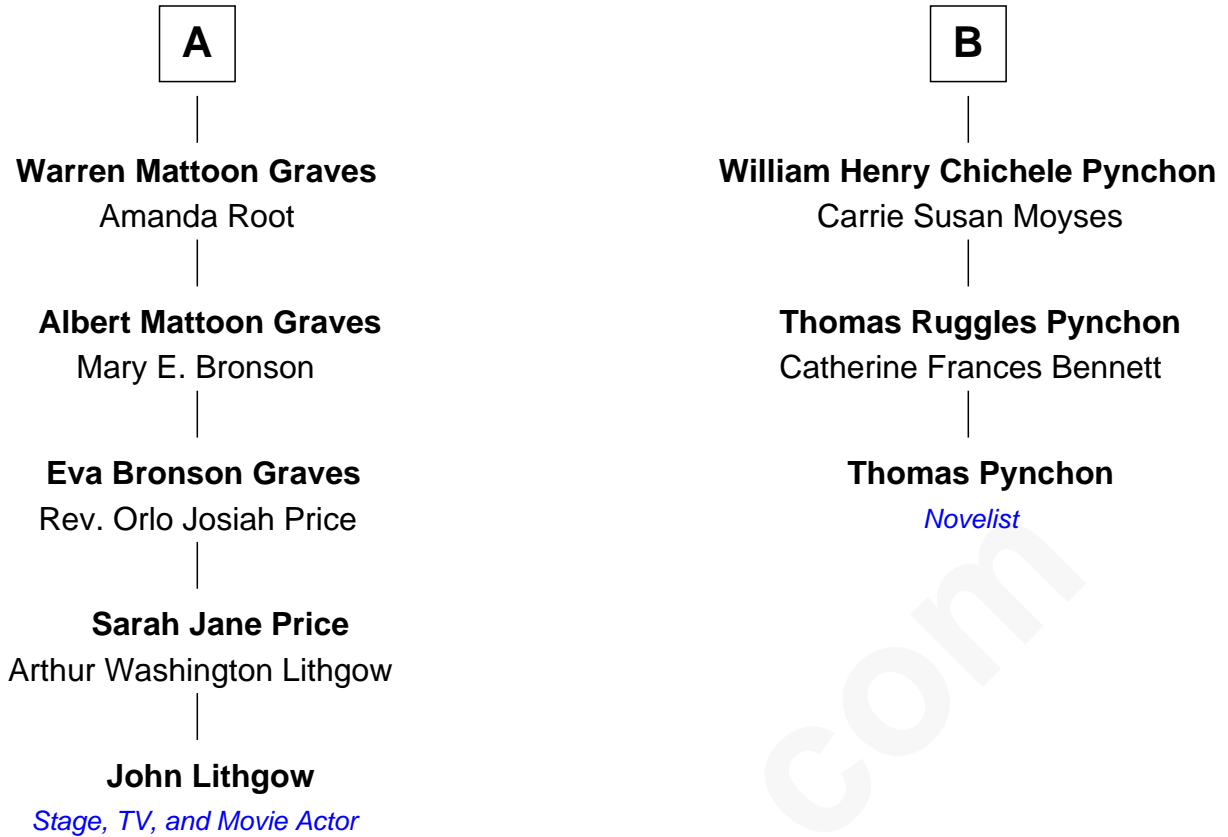 A
Warren Mattoon Graves
Amanda Root
Albert Mattoon Graves
Mary E. Bronson
Eva Bronson Graves
Rev. Orlo Josiah Price
Sarah Jane Price
Arthur Washington Lithgow
John Lithgow
Stage, TV, and Movie Actor
B
William Henry Chichele Pynchon
Carrie Susan Moyses
Thomas Ruggles Pynchon
Catherine Frances Bennett
Thomas Pynchon
Novelist
com